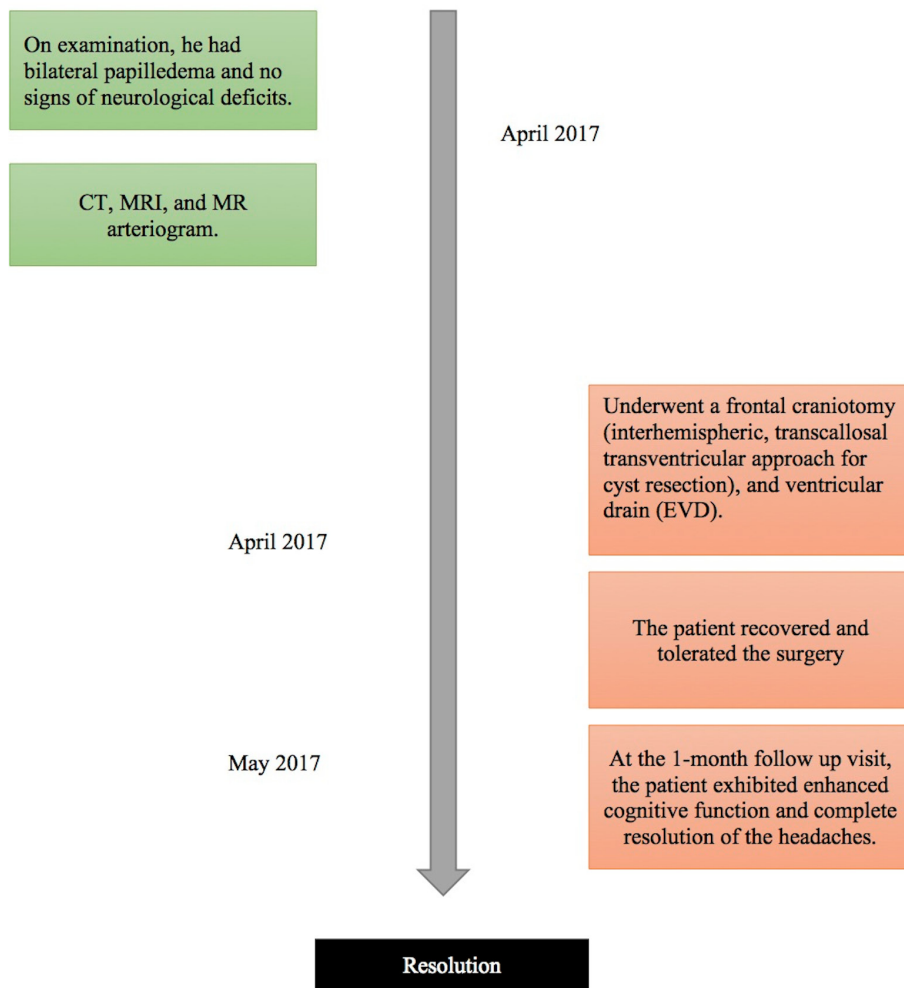 On examination, he had
bilateral papilledema and no
signs of neurological deficits.
April 2017
CT, MRI, and MR
arteriogram.
Underwent a frontal craniotomy
(interhemispheric, transcallosal
transventricular approach for
cyst resection), and ventricular
drain (EVD).
April 2017
The patient recovered and
tolerated the surgery
May 2017
At the 1-month follow up visit,
the patient exhibited enhanced
cognitive function and complete
resolution of the headaches.
Resolution